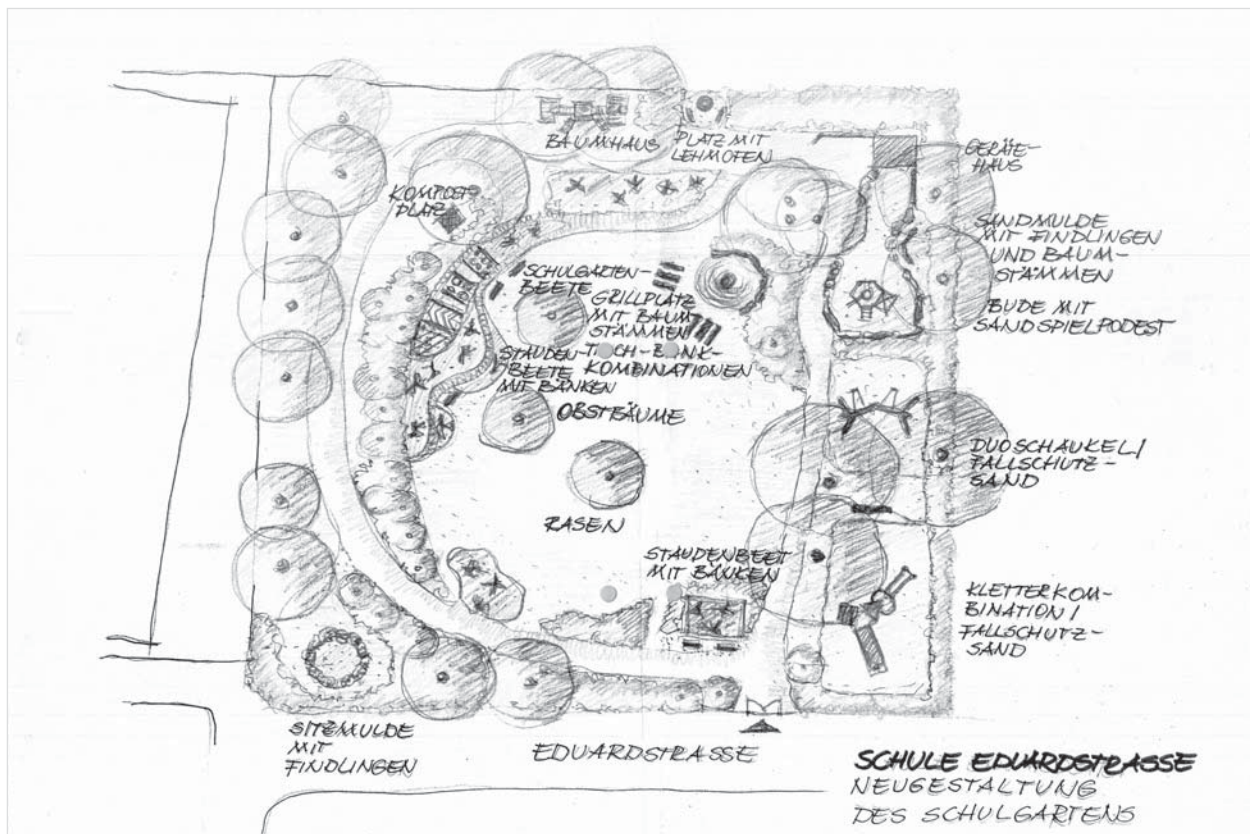 BAUMHAUS
PLATZ MIT
LEHMOFEN
GERÄTE-
HAUS
KOMPOST-
PLATZ
SANDMULDE
MIT FINDLINGEN
UND BAUM-
STÄMMEN
SCHULGARTEN-
BEETE
GRILLPLATZ
MIT BAUM
STÄMMEN
BUDE MIT
SANDSPIELPODEST
STAUDEN-
BEETE
MIT BÄNKEN
TISCH-BANK-
KOMBINATIONEN
OBSTBÄUME
DUOSCHAUKEL/
FALLSCHUTZ-
SAND
RASEN
STAUDENBEET
MIT BÄNKEN
KLETTERKOM-
BINATION/
FALLSCHUTZ-
SAND
SITZMULDE
MIT
FINDLINGEN
EDUARDSTRASSE
SCHULE EDUARDSTRASSE
NEUGESTALTUNG
DES SCHULGARTENS